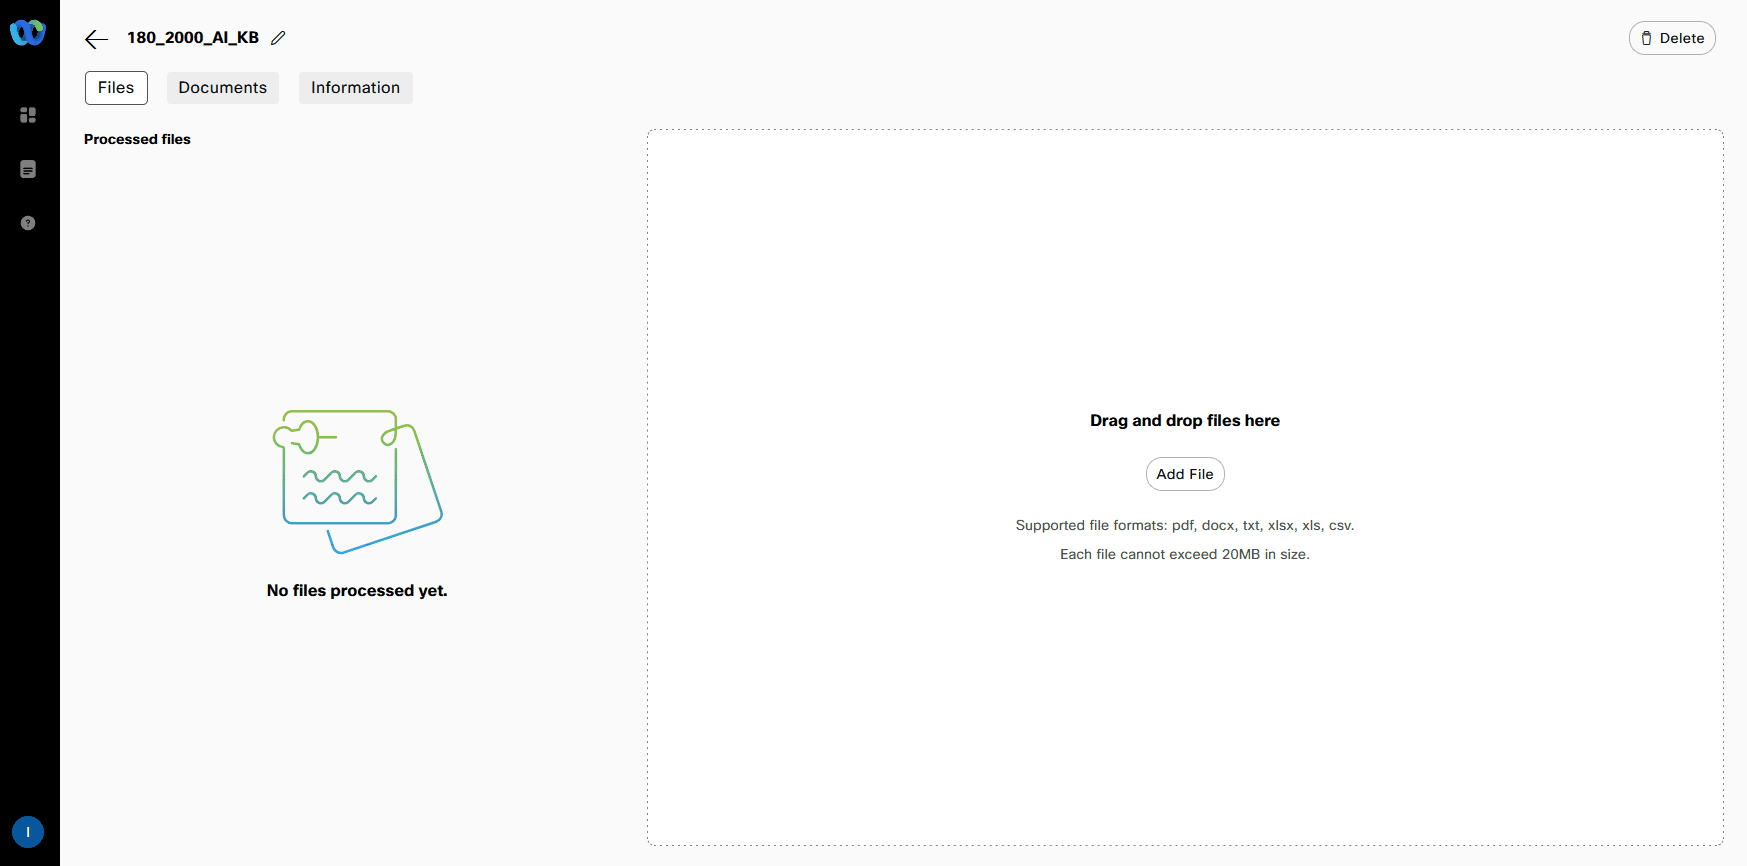 180_2000_AI_KB
Delete
Files
Documents
Information
Processed files
No files processed yet.
Drag and drop files here
Add File
Supported file formats: pdf, docx, txt, xlsx, xls, csv.
Each file cannot exceed 20MB in size.
?
I